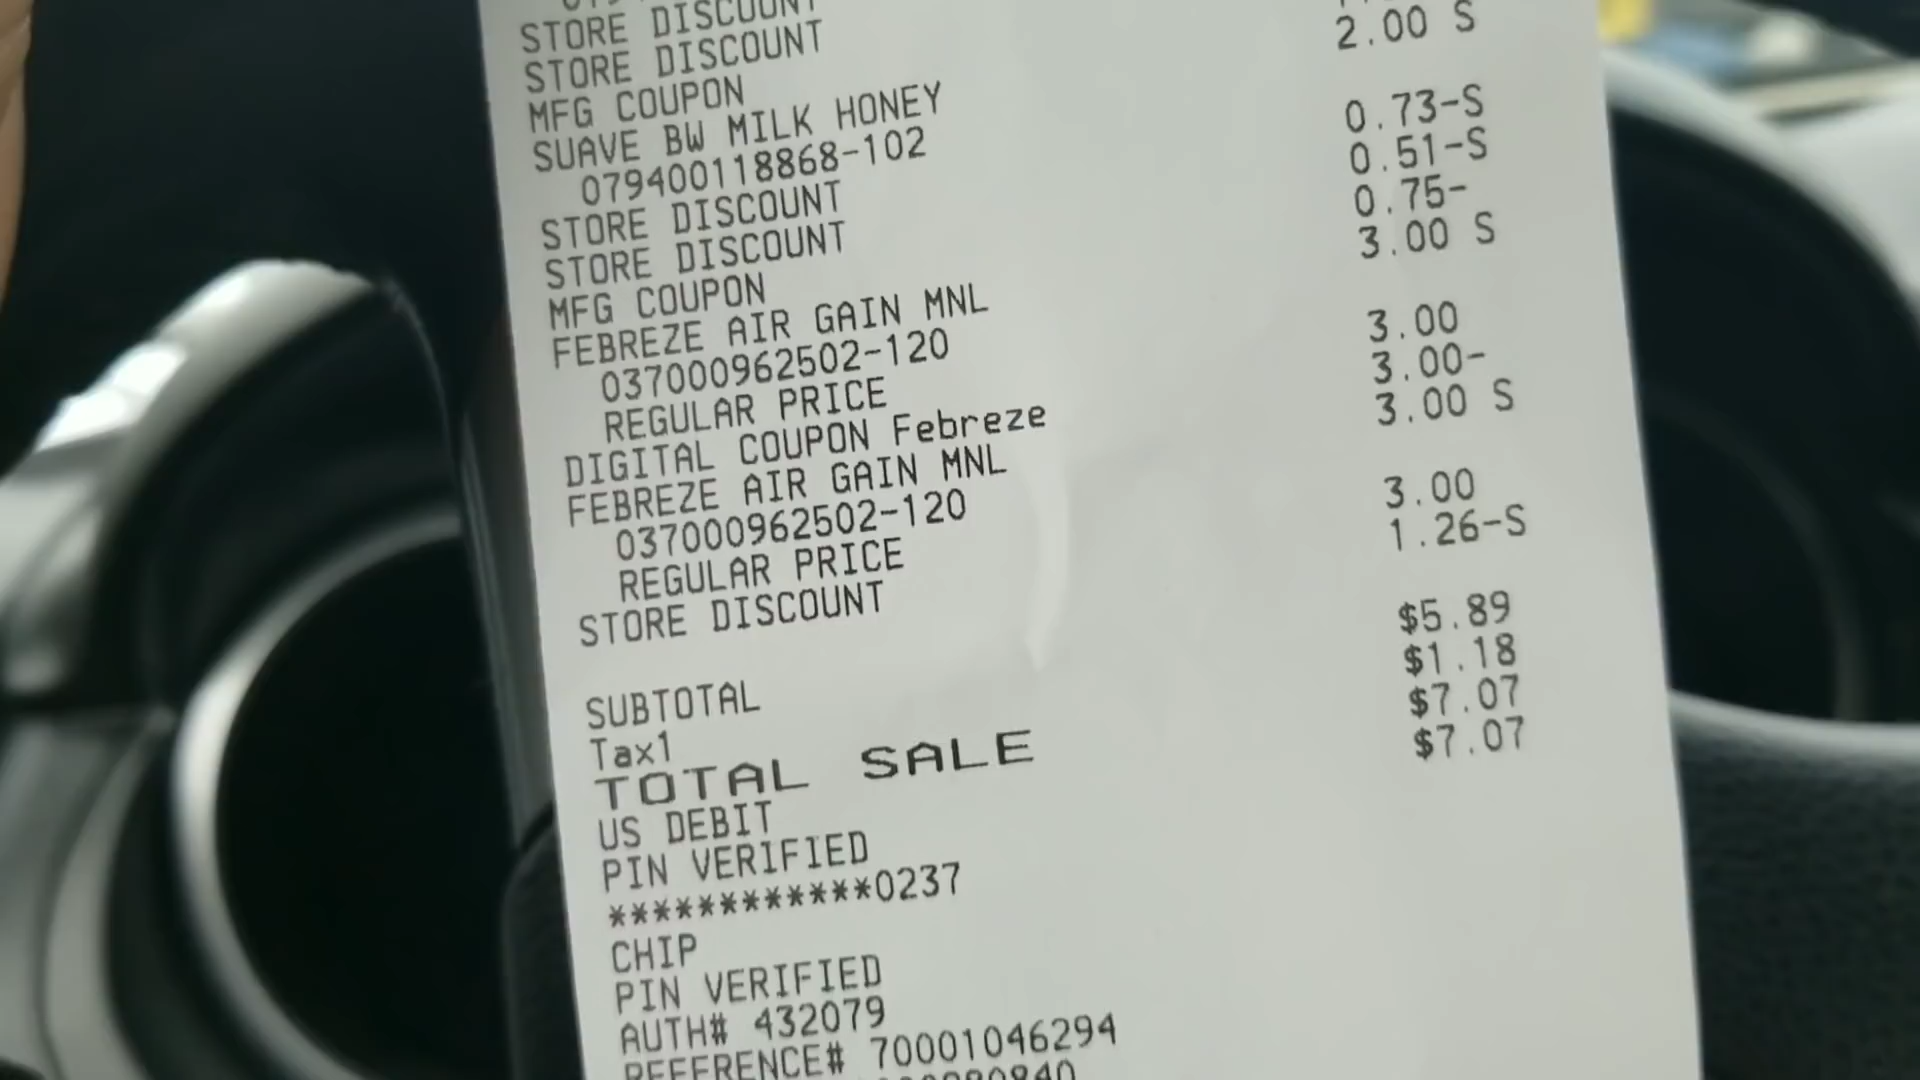 STORE DISCOUNT
STORE DISCOUNT
MFG COUPON
SUAVE BW MILK HONEY 2.00 S
079400118868-102
STORE DISCOUNT 0.73-S
STORE DISCOUNT 0.51-S
MFG COUPON 0.75-
FEBREZE AIR GAIN MNL 3.00 S
037000962502-120
REGULAR PRICE 3.00
DIGITAL COUPON Febreze 3.00-
FEBREZE AIR GAIN MNL 3.00 S
037000962502-120
REGULAR PRICE 3.00
STORE DISCOUNT 1.26-S
SUBTOTAL $5.89
Tax1 $1.18
TOTAL SALE $7.07
US DEBIT $7.07
PIN VERIFIED
************0237
CHIP
PIN VERIFIED
AUTH# 432079
REFERENCE# 70001046294